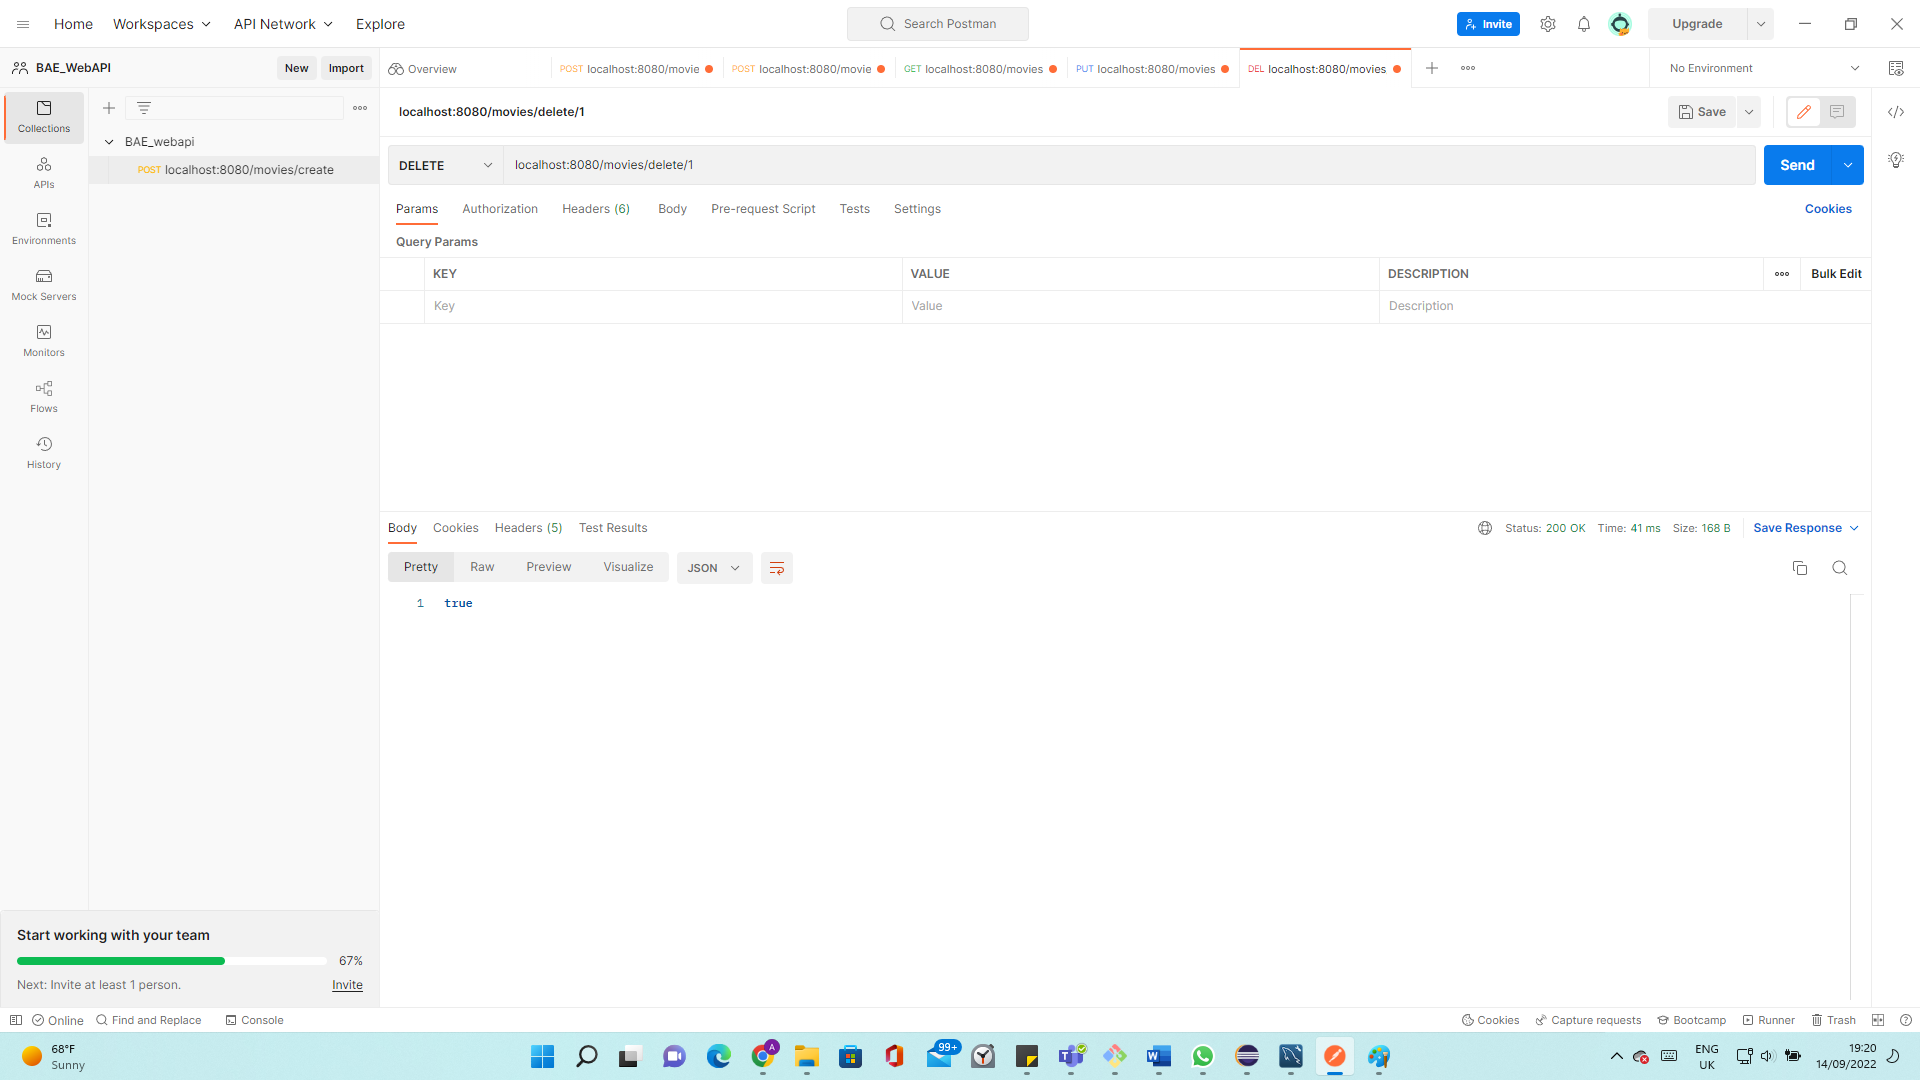 Home Workspaces API Network Explore Search Postman Invite Upgrade
BAE_WebAPI New Import Overview POST localhost:8080/movie POST localhost:8080/movie GET localhost:8080/movies PUT localhost:8080/movies DEL localhost:8080/movies No Environment
Collections
APIs
Environments
Mock Servers
Monitors
Flows
History
BAE_webapi
POST localhost:8080/movies/create
localhost:8080/movies/delete/1 Save
DELETE localhost:8080/movies/delete/1 Send
Params Authorization Headers (6) Body Pre-request Script Tests Settings Cookies
Query Params
KEY VALUE DESCRIPTION Bulk Edit
Key Value Description
Body Cookies Headers (5) Test Results Status: 200 OK Time: 41 ms Size: 168 B Save Response
Pretty Raw Preview Visualize JSON
1 true
Start working with your team
67%
Next: Invite at least 1 person. Invite
Online Find and Replace Console Cookies Capture requests Bootcamp Runner Trash
68°F
Sunny
A
99+
ENG
UK
19:20
14/09/2022